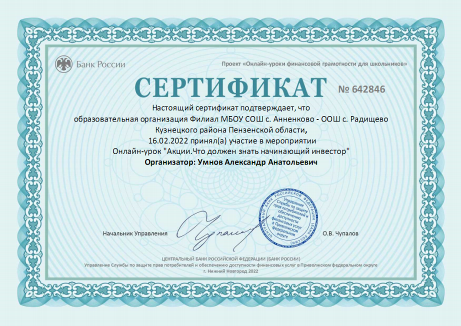 Банк России
Проект «Онлайн-уроки финансовой грамотности для школьников»
СЕРТИФИКАТ № 642846
Настоящий сертификат подтверждает, что
образовательная организация Филиал МБОУ СОШ с. Анненково - ООШ с. Радищево
Кузнецкого района Пензенской области,
16.02.2022 принял(а) участие в мероприятии
Онлайн-урок "Акции.Что должен знать начинающий инвестор"
Организатор: Умнов Александр Анатольевич
Начальник Управления
О.В. Чупалов
ЦЕНТРАЛЬНЫЙ БАНК РОССИЙСКОЙ ФЕДЕРАЦИИ (БАНК РОССИИ)
Управление Службы по защите прав потребителей и обеспечению доступности финансовых услуг в Приволжском федеральном округе
г. Нижний Новгород 2022